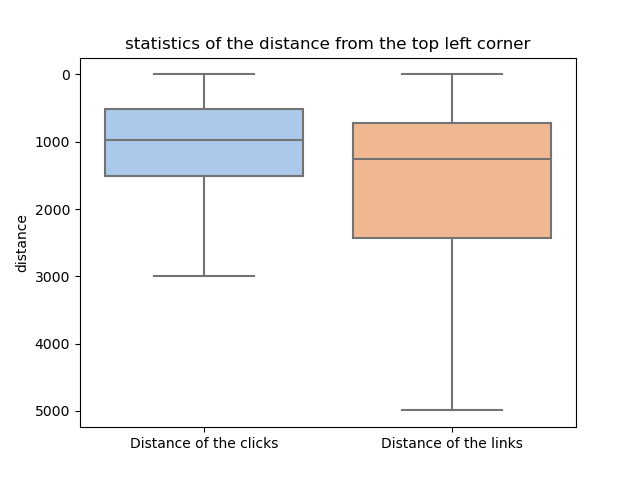 statistics of the distance from the top left corner
distance
0
1000
2000
3000
4000
5000
Distance of the clicks
Distance of the links